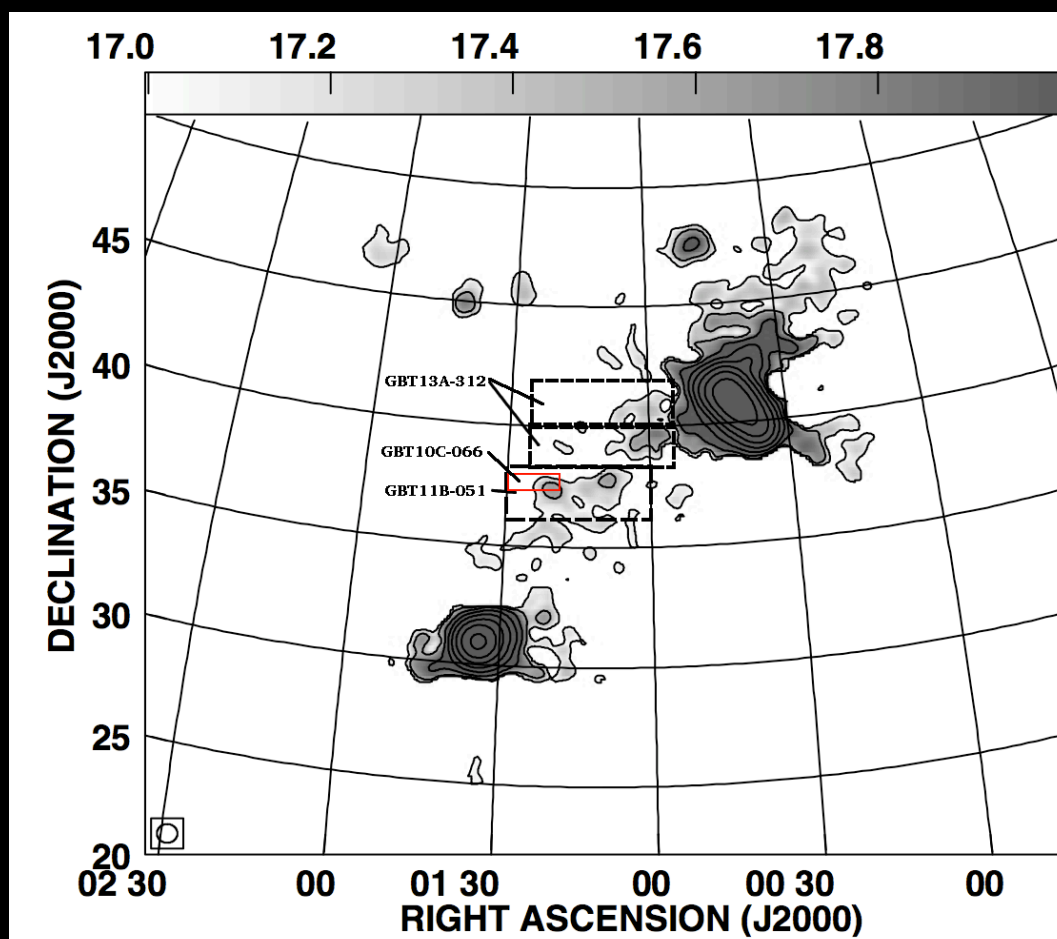 17.0 17.2 17.4 17.6 17.8
45
40
35
30
25
20
DECLINATION (J2000)
GBT13A-312
GBT10C-066
GBT11B-051
02 30 00 01 30 00 00 30 00
RIGHT ASCENSION (J2000)